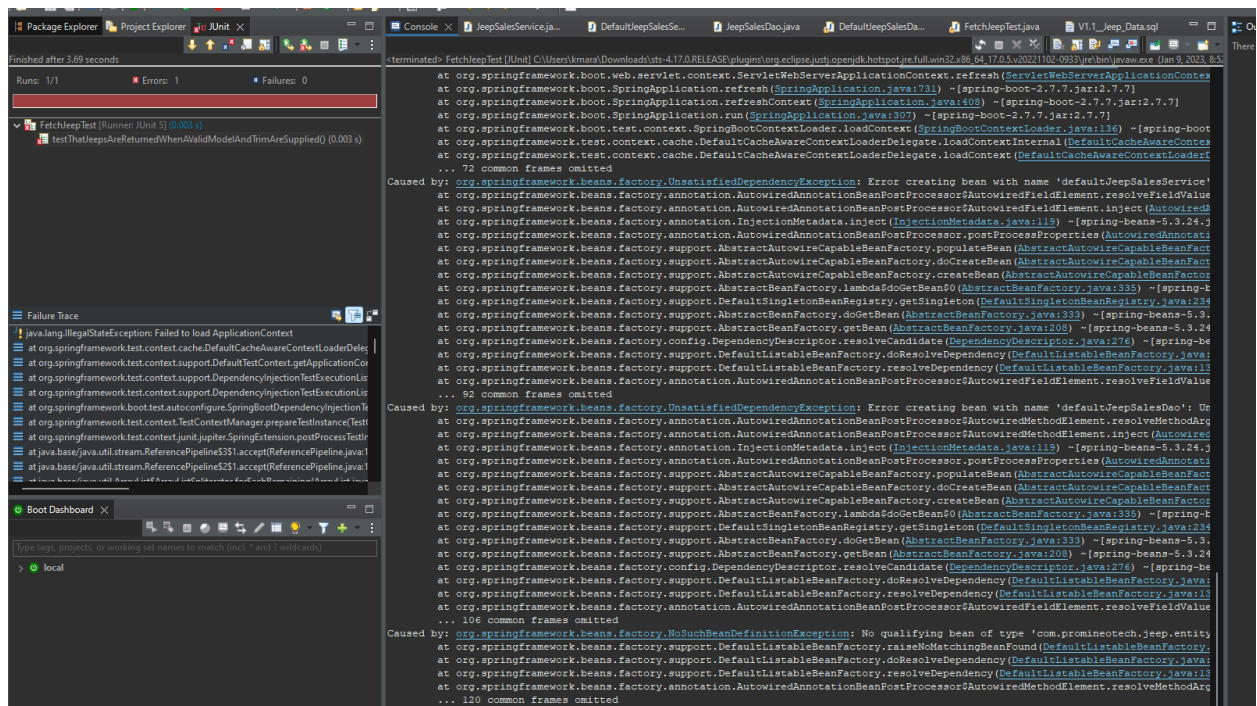 Package Explorer Project Explorer JUnit
Finished after 3.69 seconds
Runs: 1/1 Errors: 1 Failures: 0
FetchJeepTest [Runner: JUnit 5] (0.003 s)
testThatJeepsAreReturnedWhenAValidModelAndTrimAreSupplied() (0.003 s)
Failure Trace
java.lang.IllegalStateException: Failed to load ApplicationContext
at org.springframework.test.context.cache.DefaultCacheAwareContextLoaderDeleg
at org.springframework.test.context.support.DefaultTestContext.getApplicationCon
at org.springframework.test.context.support.DependencyInjectionTestExecutionLis
at org.springframework.test.context.support.DependencyInjectionTestExecutionLis
at org.springframework.boot.test.autoconfigure.SpringBootDependencyInjectionTe
at org.springframework.test.context.TestContextManager.prepareTestInstance(Test
at org.springframework.test.context.junit.jupiter.SpringExtension.postProcessTestIn
at java.base/java.util.stream.ReferencePipeline$3$1.accept(ReferencePipeline.java:1
at java.base/java.util.stream.ReferencePipeline$2$1.accept(ReferencePipeline.java:1
Boot Dashboard
Type tags, projects, or working set names to match (incl. * and ? wildcards)
local
Console JeepSalesService.ja... DefaultJeepSalesSe... JeepSalesDao.java DefaultJeepSalesDa... FetchJeepTest.java V1.1__Jeep_Data.sql
<terminated> FetchJeepTest [JUnit] C:\Users\kmara\Downloads\sts-4.17.0.RELEASE\plugins\org.eclipse.justj.openjdk.hotspot.jre.full.win32.x86_64_17.0.5.v20221102-0933\jre\bin\javaw.exe (Jan 9, 2023, 8:52
at org.springframework.boot.web.servlet.context.ServletWebServerApplicationContext.refresh(ServletWebServerApplicationContex
at org.springframework.boot.SpringApplication.refresh(SpringApplication.java:731) ~[spring-boot-2.7.7.jar:2.7.7]
at org.springframework.boot.SpringApplication.refreshContext(SpringApplication.java:408) ~[spring-boot-2.7.7.jar:2.7.7]
at org.springframework.boot.SpringApplication.run(SpringApplication.java:307) ~[spring-boot-2.7.7.jar:2.7.7]
at org.springframework.boot.test.context.SpringBootContextLoader.loadContext(SpringBootContextLoader.java:136) ~[spring-boot
at org.springframework.test.context.cache.DefaultCacheAwareContextLoaderDelegate.loadContextInternal(DefaultCacheAwareContex
at org.springframework.test.context.cache.DefaultCacheAwareContextLoaderDelegate.loadContext(DefaultCacheAwareContextLoaderD
... 72 common frames omitted
Caused by: org.springframework.beans.factory.UnsatisfiedDependencyException: Error creating bean with name 'defaultJeepSalesService'
at org.springframework.beans.factory.annotation.AutowiredAnnotationBeanPostProcessor$AutowiredFieldElement.resolveFieldValue
at org.springframework.beans.factory.annotation.AutowiredAnnotationBeanPostProcessor$AutowiredFieldElement.inject(AutowiredA
at org.springframework.beans.factory.annotation.InjectionMetadata.inject(InjectionMetadata.java:119) ~[spring-beans-5.3.24.j
at org.springframework.beans.factory.annotation.AutowiredAnnotationBeanPostProcessor.postProcessProperties(AutowiredAnnotati
at org.springframework.beans.factory.support.AbstractAutowireCapableBeanFactory.populateBean(AbstractAutowireCapableBeanFact
at org.springframework.beans.factory.support.AbstractAutowireCapableBeanFactory.doCreateBean(AbstractAutowireCapableBeanFact
at org.springframework.beans.factory.support.AbstractAutowireCapableBeanFactory.createBean(AbstractAutowireCapableBeanFactor
at org.springframework.beans.factory.support.AbstractBeanFactory.lambda$doGetBean$0(AbstractBeanFactory.java:335) ~[spring-b
at org.springframework.beans.factory.support.DefaultSingletonBeanRegistry.getSingleton(DefaultSingletonBeanRegistry.java:234
at org.springframework.beans.factory.support.AbstractBeanFactory.doGetBean(AbstractBeanFactory.java:333) ~[spring-beans-5.3.
at org.springframework.beans.factory.support.AbstractBeanFactory.getBean(AbstractBeanFactory.java:208) ~[spring-beans-5.3.24
at org.springframework.beans.factory.config.DependencyDescriptor.resolveCandidate(DependencyDescriptor.java:276) ~[spring-be
at org.springframework.beans.factory.support.DefaultListableBeanFactory.doResolveDependency(DefaultListableBeanFactory.java:
at org.springframework.beans.factory.support.DefaultListableBeanFactory.resolveDependency(DefaultListableBeanFactory.java:13
at org.springframework.beans.factory.annotation.AutowiredAnnotationBeanPostProcessor$AutowiredFieldElement.resolveFieldValue
... 92 common frames omitted
Caused by: org.springframework.beans.factory.UnsatisfiedDependencyException: Error creating bean with name 'defaultJeepSalesDao': Un
at org.springframework.beans.factory.annotation.AutowiredAnnotationBeanPostProcessor$AutowiredMethodElement.resolveMethodArg
at org.springframework.beans.factory.annotation.AutowiredAnnotationBeanPostProcessor$AutowiredMethodElement.inject(Autowired
at org.springframework.beans.factory.annotation.InjectionMetadata.inject(InjectionMetadata.java:119) ~[spring-beans-5.3.24.j
at org.springframework.beans.factory.annotation.AutowiredAnnotationBeanPostProcessor.postProcessProperties(AutowiredAnnotati
at org.springframework.beans.factory.support.AbstractAutowireCapableBeanFactory.populateBean(AbstractAutowireCapableBeanFact
at org.springframework.beans.factory.support.AbstractAutowireCapableBeanFactory.doCreateBean(AbstractAutowireCapableBeanFact
at org.springframework.beans.factory.support.AbstractAutowireCapableBeanFactory.createBean(AbstractAutowireCapableBeanFactor
at org.springframework.beans.factory.support.AbstractBeanFactory.lambda$doGetBean$0(AbstractBeanFactory.java:335) ~[spring-b
at org.springframework.beans.factory.support.DefaultSingletonBeanRegistry.getSingleton(DefaultSingletonBeanRegistry.java:234
at org.springframework.beans.factory.support.AbstractBeanFactory.doGetBean(AbstractBeanFactory.java:333) ~[spring-beans-5.3.
at org.springframework.beans.factory.support.AbstractBeanFactory.getBean(AbstractBeanFactory.java:208) ~[spring-beans-5.3.24
at org.springframework.beans.factory.config.DependencyDescriptor.resolveCandidate(DependencyDescriptor.java:276) ~[spring-be
at org.springframework.beans.factory.support.DefaultListableBeanFactory.doResolveDependency(DefaultListableBeanFactory.java:
at org.springframework.beans.factory.support.DefaultListableBeanFactory.resolveDependency(DefaultListableBeanFactory.java:13
at org.springframework.beans.factory.annotation.AutowiredAnnotationBeanPostProcessor$AutowiredFieldElement.resolveFieldValue
... 106 common frames omitted
Caused by: org.springframework.beans.factory.NoSuchBeanDefinitionException: No qualifying bean of type 'com.promineotech.jeep.entity
at org.springframework.beans.factory.support.DefaultListableBeanFactory.raiseNoMatchingBeanFound(DefaultListableBeanFactory.
at org.springframework.beans.factory.support.DefaultListableBeanFactory.doResolveDependency(DefaultListableBeanFactory.java:
at org.springframework.beans.factory.support.DefaultListableBeanFactory.resolveDependency(DefaultListableBeanFactory.java:13
at org.springframework.beans.factory.annotation.AutowiredAnnotationBeanPostProcessor$AutowiredMethodElement.resolveMethodArg
... 120 common frames omitted
Ou
There